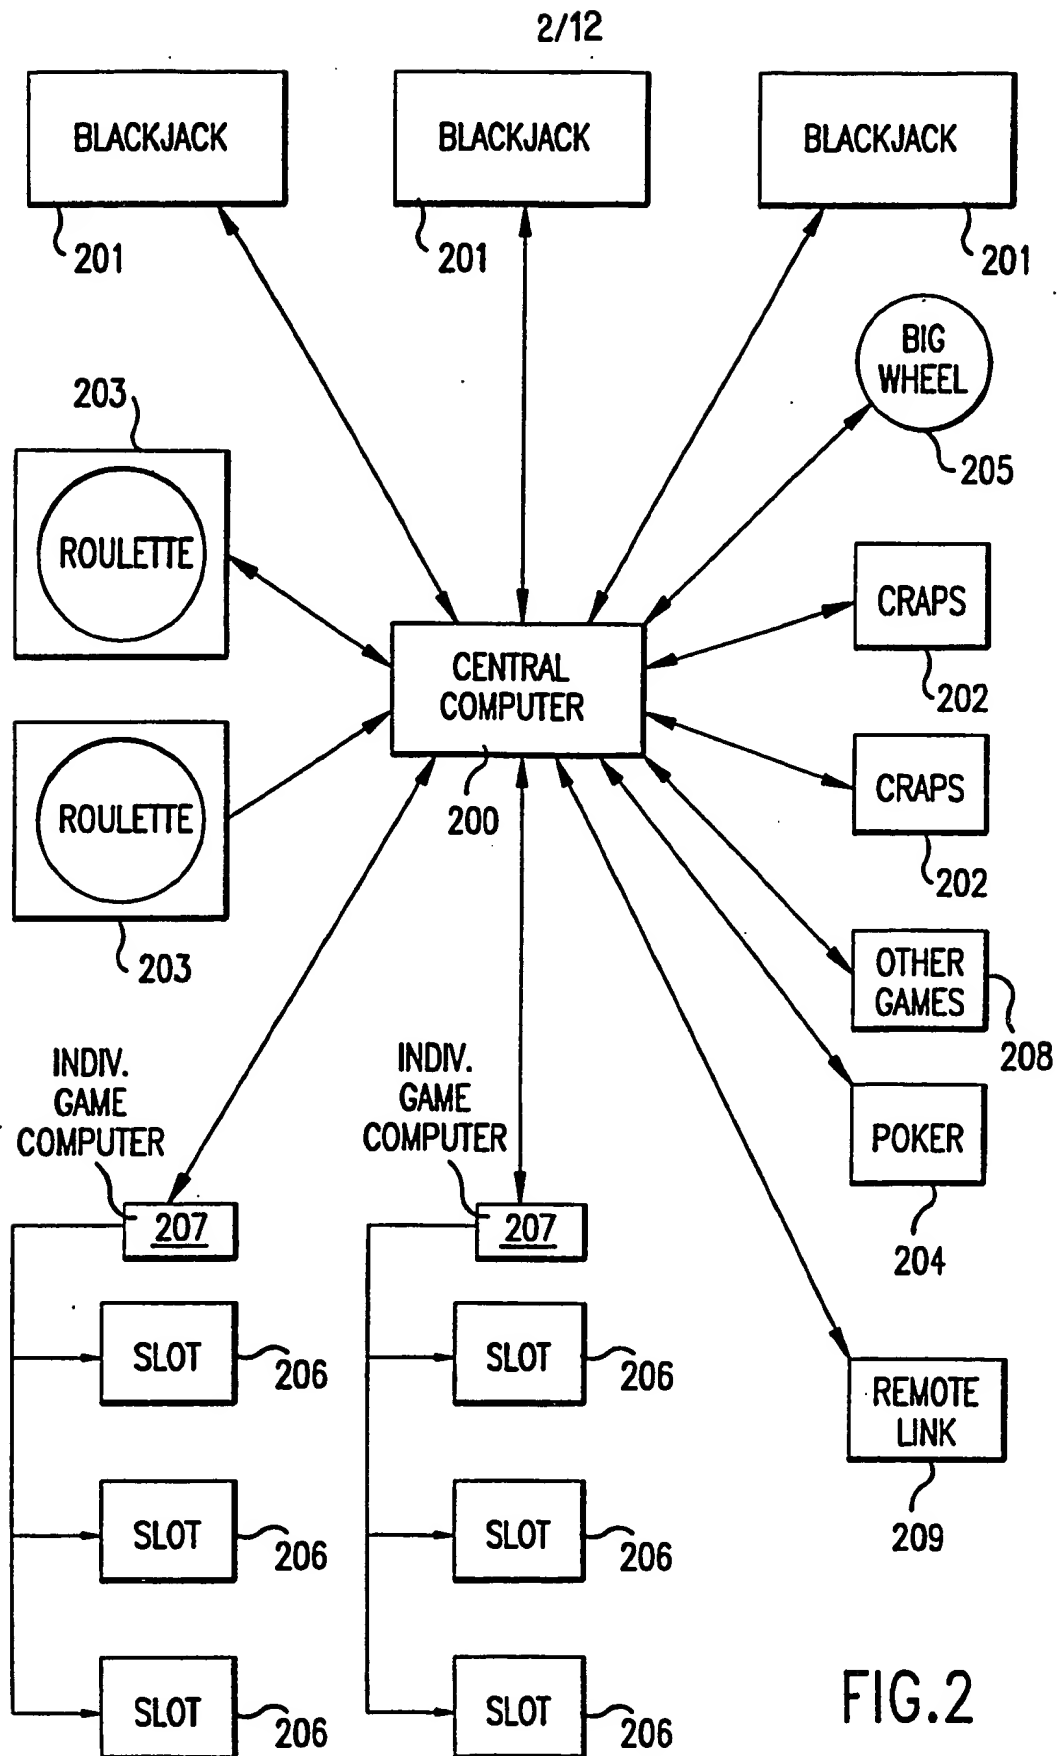 2/12
BLACKJACK
BLACKJACK
BLACKJACK
201
201
201
BIG
WHEEL
205
203
ROULETTE
CRAPS
202
CENTRAL
COMPUTER
200
ROULETTE
203
CRAPS
202
OTHER
GAMES
208
INDIV.
GAME
COMPUTER
207
INDIV.
GAME
COMPUTER
207
POKER
204
SLOT
206
SLOT
206
REMOTE
LINK
209
SLOT
206
SLOT
206
SLOT
206
SLOT
206
FIG.2